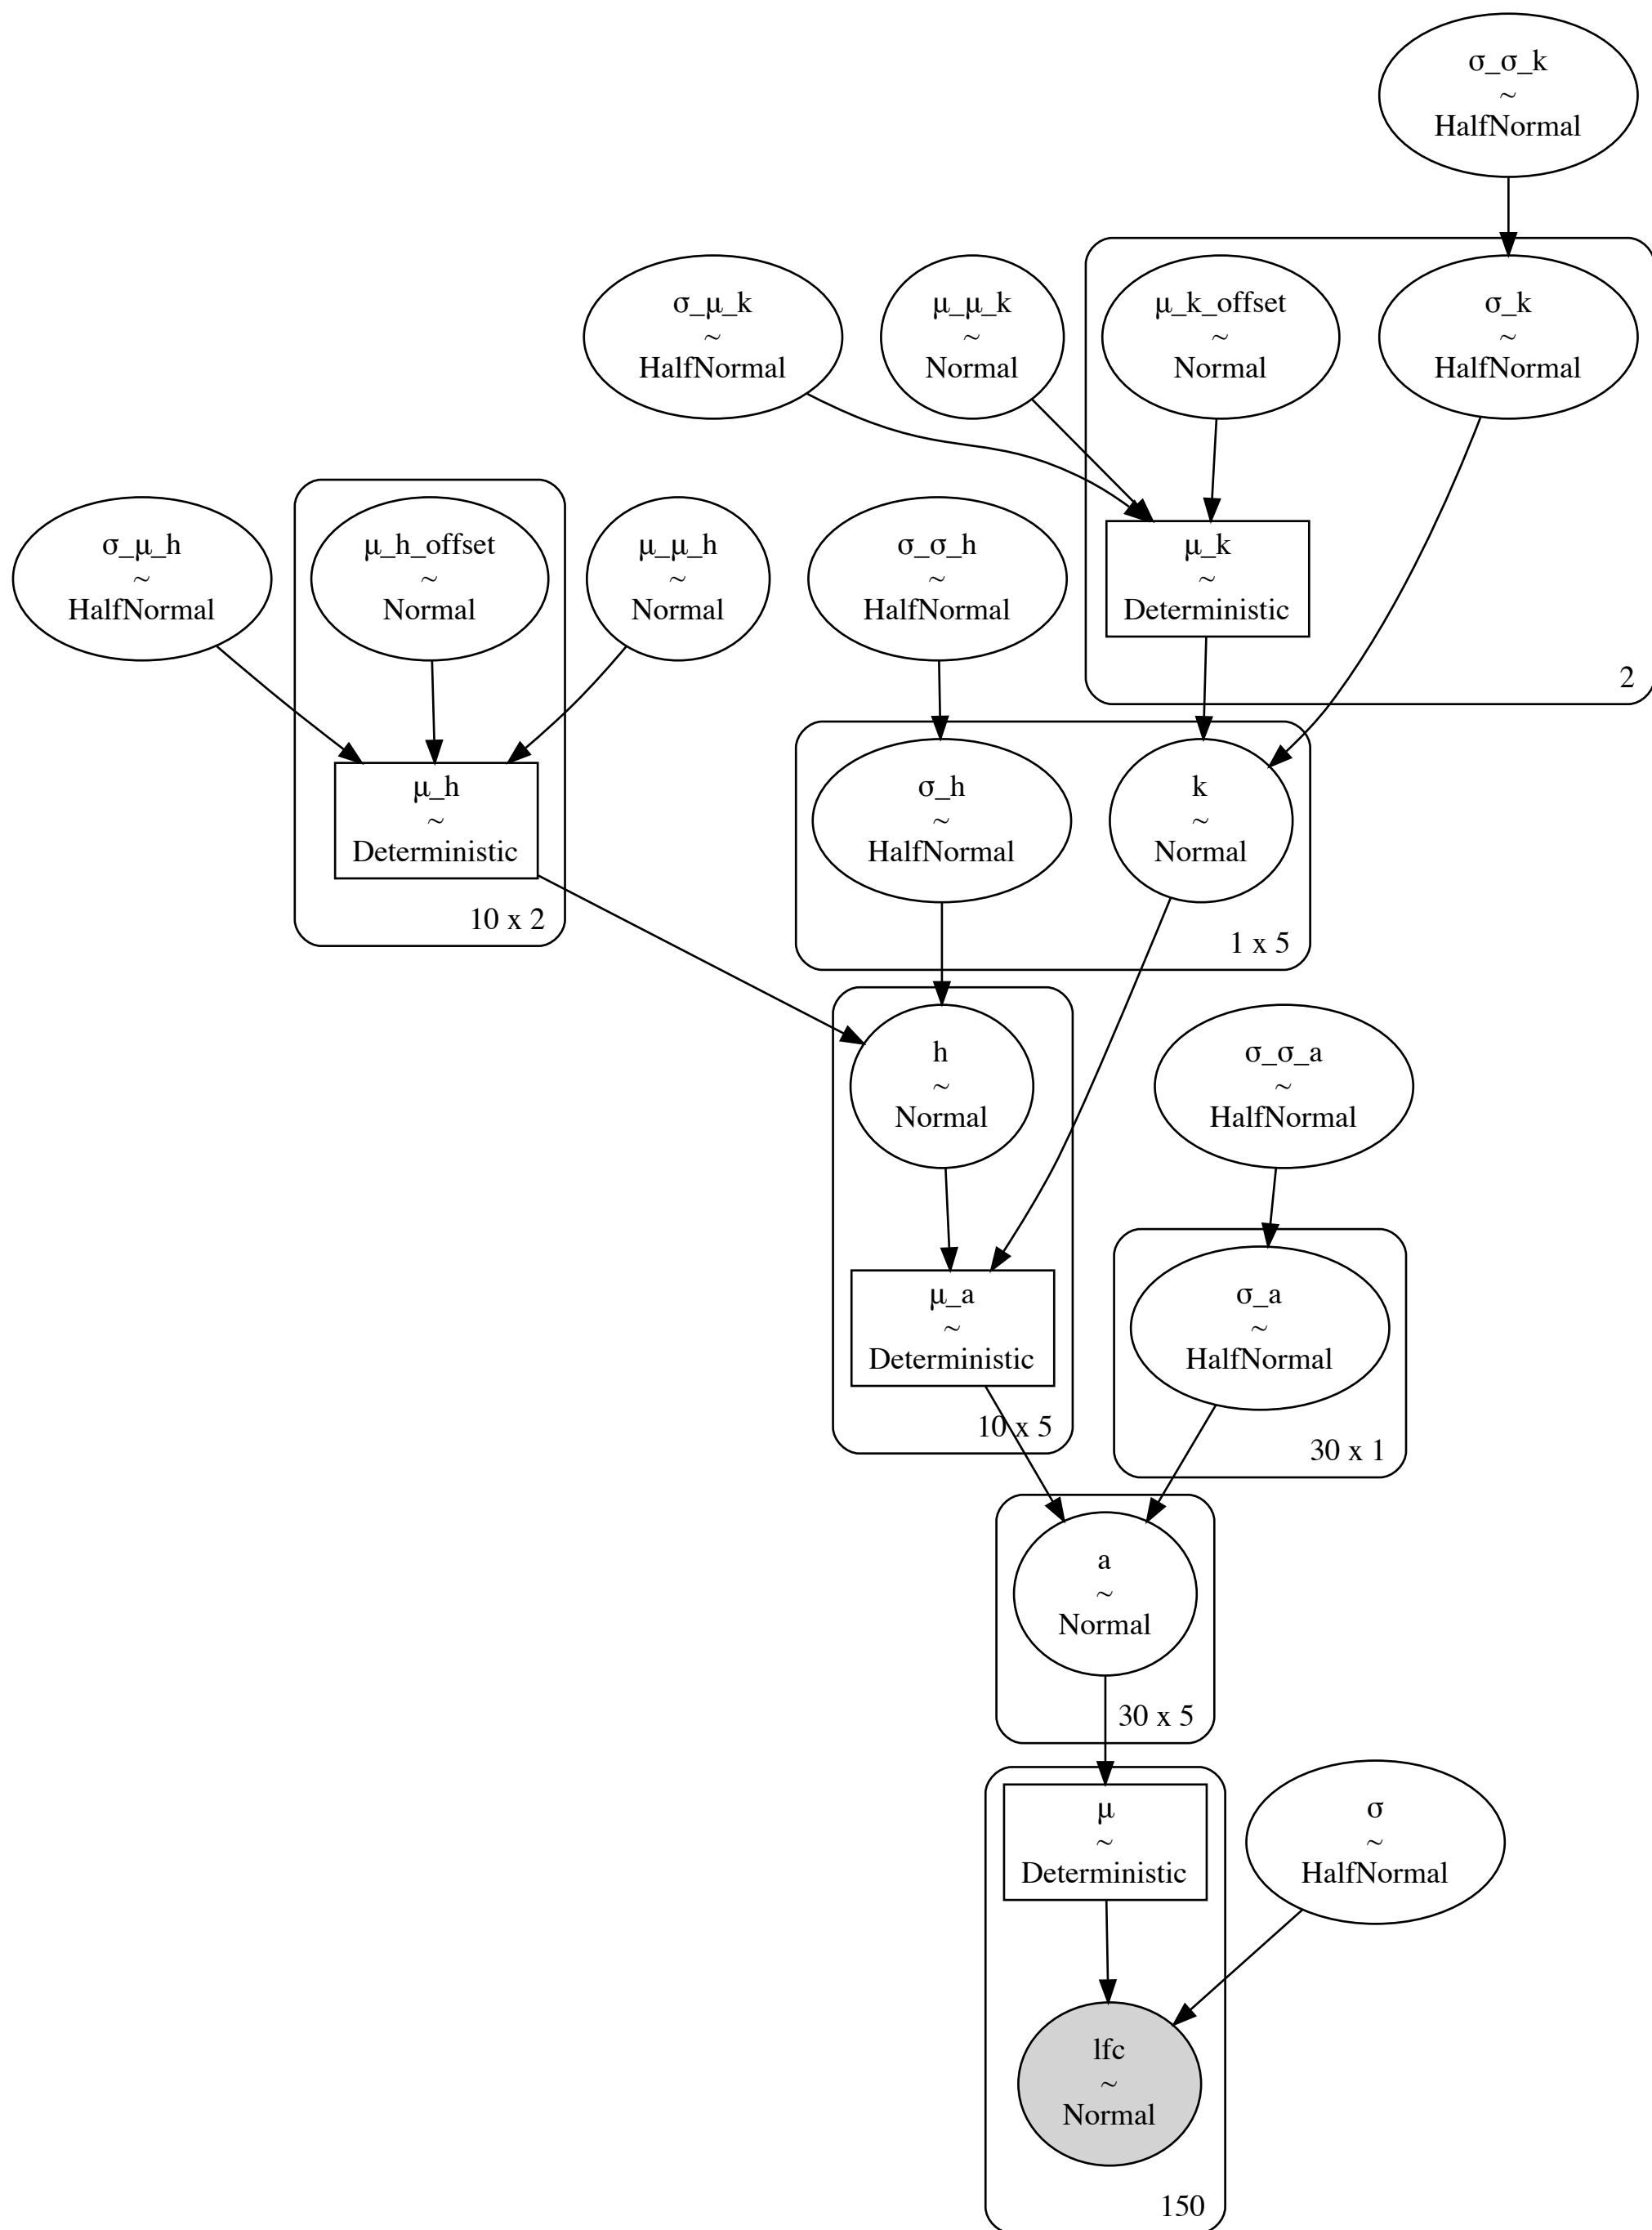 σ_σ_k
~
HalfNormal
σ_μ_k
~
HalfNormal
μ_μ_k
~
Normal
μ_k_offset
~
Normal
σ_k
~
HalfNormal
σ_μ_h
~
HalfNormal
μ_h_offset
~
Normal
μ_μ_h
~
Normal
σ_σ_h
~
HalfNormal
μ_k
~
Deterministic
2
μ_h
~
Deterministic
10 x 2
σ_h
~
HalfNormal
k
~
Normal
1 x 5
h
~
Normal
σ_σ_a
~
HalfNormal
μ_a
~
Deterministic
10 x 5
σ_a
~
HalfNormal
30 x 1
a
~
Normal
30 x 5
μ
~
Deterministic
σ
~
HalfNormal
lfc
~
Normal
150